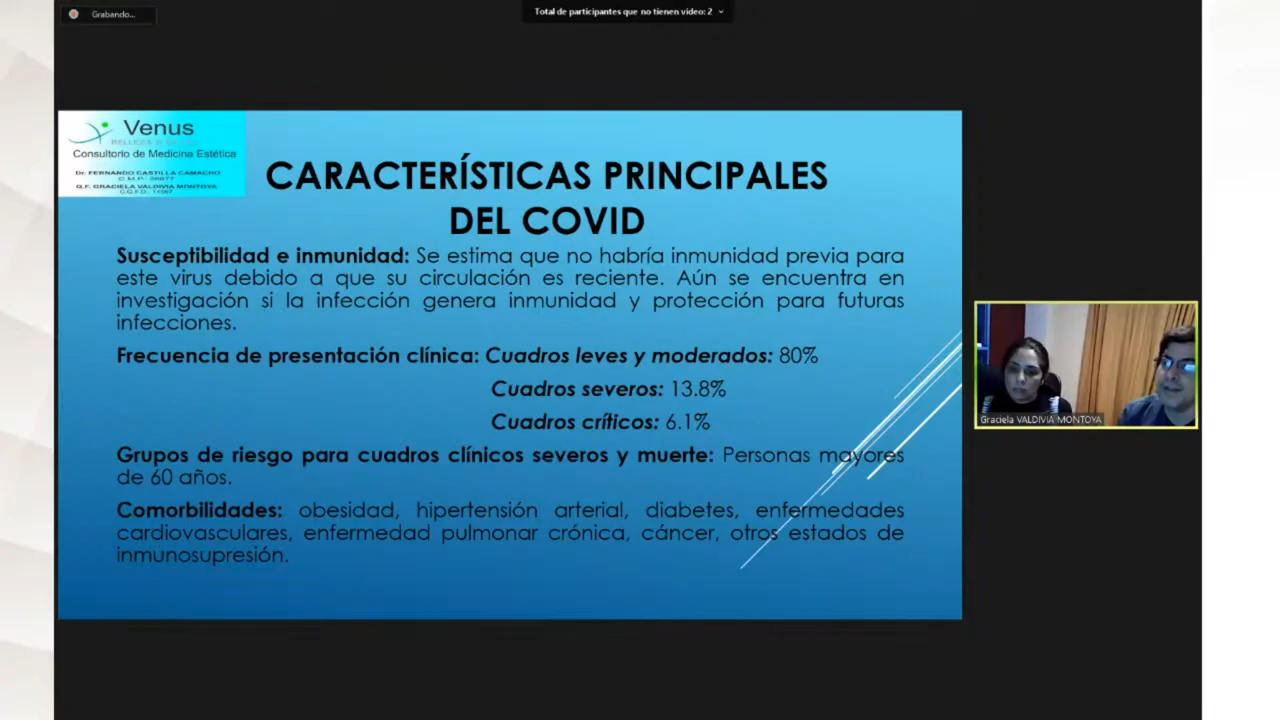 Grabando...
Total de participantes que no tienen video: 2
Venus
BELLEZA
Consultorio de Medicina Estética
Dr. FERNANDO CASTILLA CAMACHO
C.M.P.
Q.F. GRACIELA VALDIVIA MONTOYA
CARACTERÍSTICAS PRINCIPALES
DEL COVID
Susceptibilidad e inmunidad: Se estima que no habría inmunidad previa para
este virus debido a que su circulación es reciente. Aún se encuentra en
investigación si la infección genera inmunidad y protección para futuras
infecciones.
Frecuencia de presentación clínica: Cuadros leves y moderados: 80%
Cuadros severos: 13.8%
Cuadros críticos: 6.1%
Grupos de riesgo para cuadros clínicos severos y muerte: Personas mayores
de 60 años.
Comorbilidades: obesidad, hipertensión arterial, diabetes, enfermedades
cardiovasculares, enfermedad pulmonar crónica, cáncer, otros estados de
inmunosupresión.
Graciela VALDIVIA MONTOYA